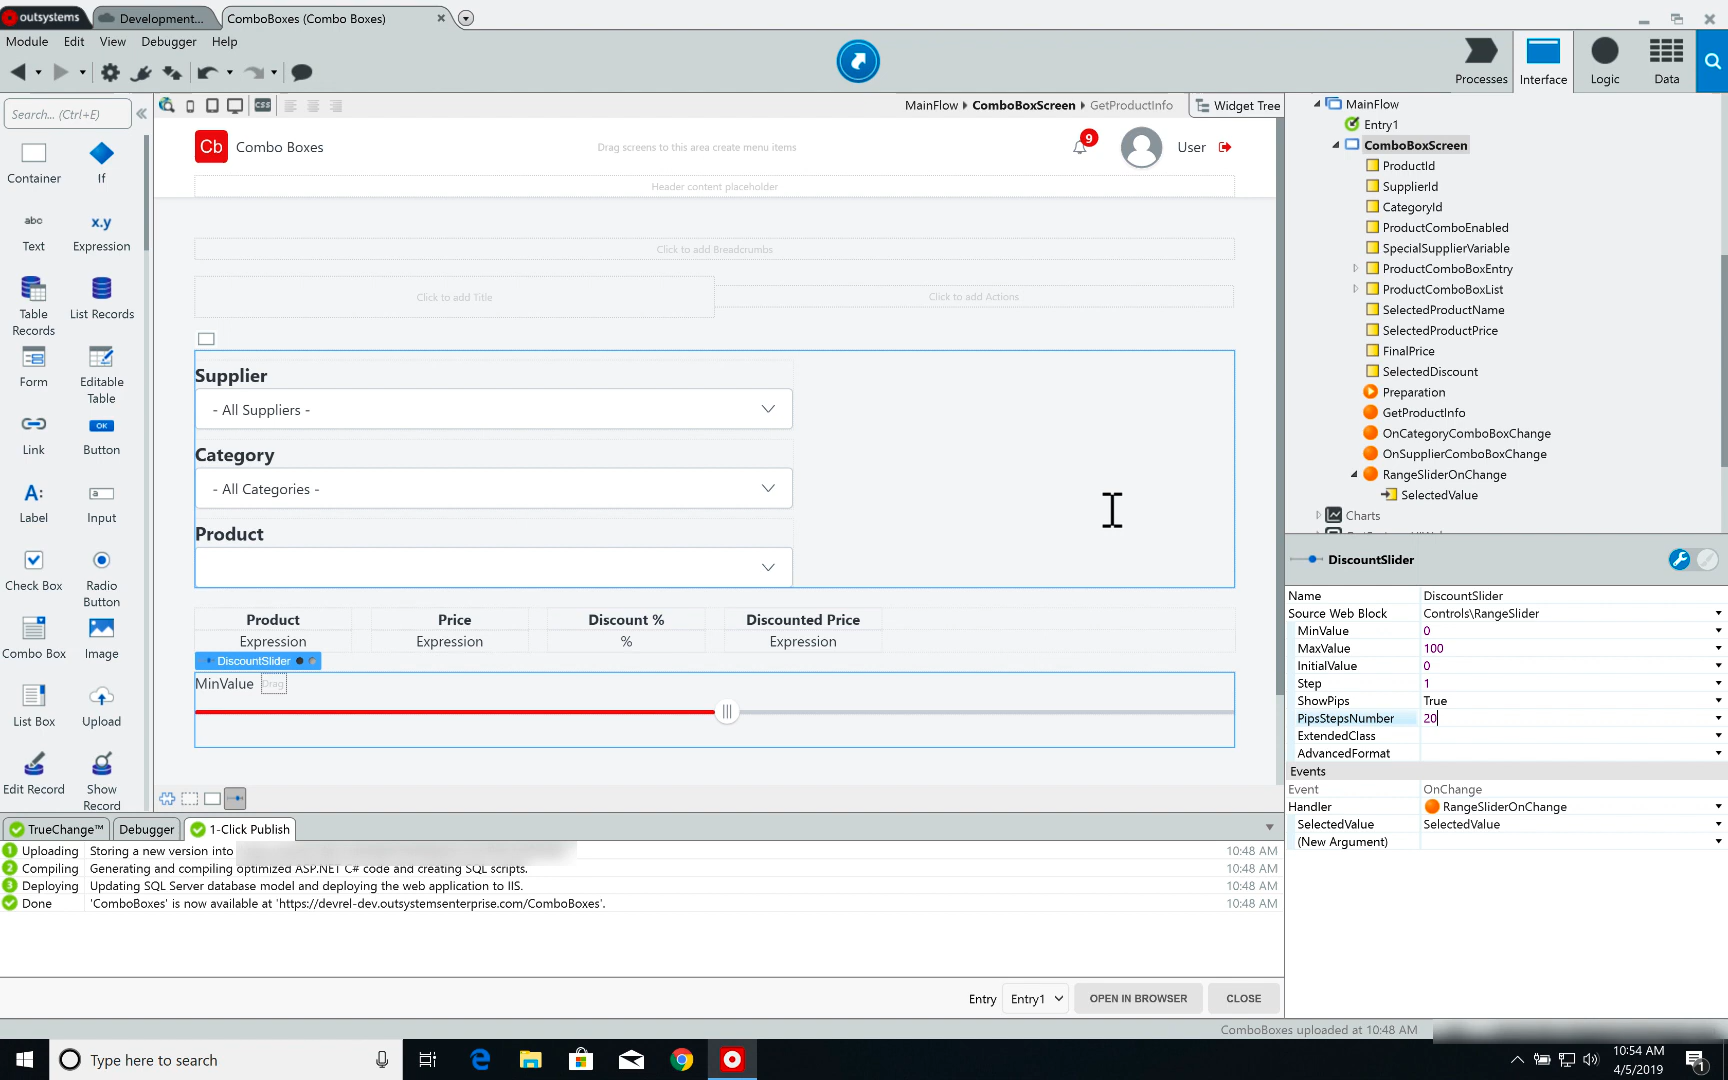 outsystems
Development...
ComboBoxes (Combo Boxes)
Module Edit View Debugger Help
Processes Interface Logic Data
Search... (Ctrl+E)
MainFlow ComboBoxScreen GetProductInfo
Widget Tree
Container If
Text Expression
abc x.y
Table Records List Records
Form Editable Table
Link Button
OK
Label Input
A: a
Check Box Radio Button
Combo Box Image
List Box Upload
Edit Record Show Record
Cb Combo Boxes
Drag screens to this area create menu items
9
User
Header content placeholder
Click to add Breadcrumbs
Click to add Title
Click to add Actions
Supplier
- All Suppliers -
Category
- All Categories -
Product
Product Price Discount % Discounted Price
Expression Expression % Expression
DiscountSlider
MinValue Drag
MainFlow
Entry1
ComboBoxScreen
ProductId
SupplierId
CategoryId
ProductComboEnabled
SpecialSupplierVariable
ProductComboBoxEntry
ProductComboBoxList
SelectedProductName
SelectedProductPrice
FinalPrice
SelectedDiscount
Preparation
GetProductInfo
OnCategoryComboBoxChange
OnSupplierComboBoxChange
RangeSliderOnChange
SelectedValue
Charts
DiscountSlider
Name DiscountSlider
Source Web Block Controls\RangeSlider
MinValue 0
MaxValue 100
InitialValue 0
Step 1
ShowPips True
PipsStepsNumber 20
ExtendedClass
AdvancedFormat
Events
Event OnChange
Handler RangeSliderOnChange
SelectedValue SelectedValue
(New Argument)
TrueChange™ Debugger 1-Click Publish
1 Uploading Storing a new version into 10:48 AM
2 Compiling Generating and compiling optimized ASP.NET C# code and creating SQL scripts. 10:48 AM
3 Deploying Updating SQL Server database model and deploying the web application to IIS. 10:48 AM
Done 'ComboBoxes' is now available at 'https://devrel-dev.outsystemsenterprise.com/ComboBoxes'. 10:48 AM
Entry Entry1 OPEN IN BROWSER CLOSE
ComboBoxes uploaded at 10:48 AM
Type here to search
10:54 AM
4/5/2019
1